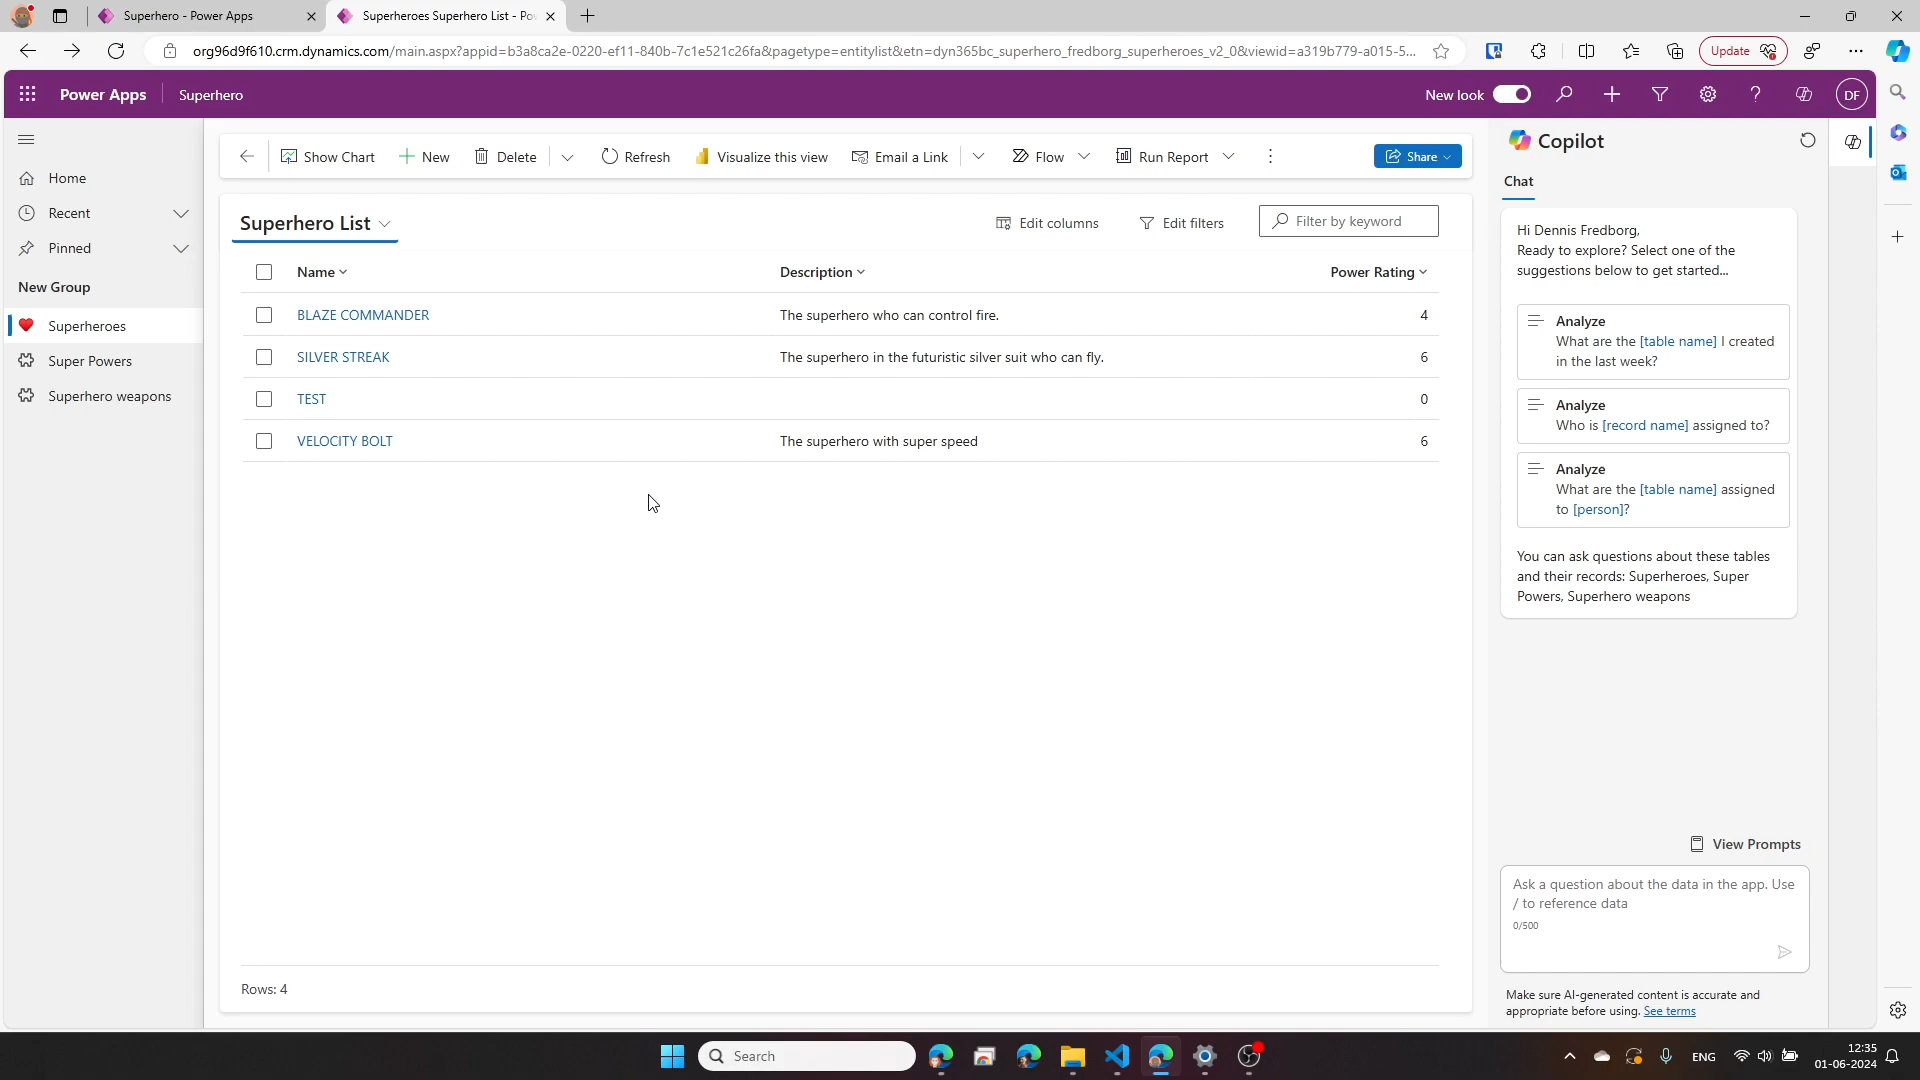 Superhero - Power Apps
Superheroes Superhero List - Po
org96d9f610.crm.dynamics.com/main.aspx?appid=b3a8ca2e-0220-ef11-840b-7c1e521c26fa&pagetype=entitylist&etn=dyn365bc_superhero_fredborg_superheroes_v2_0&viewid=a319b779-a015-5...
Update
Power Apps
Superhero
New look
DF
Home
Recent
Pinned
New Group
Superheroes
Super Powers
Superhero weapons
Show Chart
New
Delete
Refresh
Visualize this view
Email a Link
Flow
Run Report
Share
Superhero List
Edit columns
Edit filters
Filter by keyword
Name
Description
Power Rating
BLAZE COMMANDER
The superhero who can control fire.
4
SILVER STREAK
The superhero in the futuristic silver suit who can fly.
6
TEST
0
VELOCITY BOLT
The superhero with super speed
6
Rows: 4
Copilot
Chat
Hi Dennis Fredborg,
Ready to explore? Select one of the
suggestions below to get started...
Analyze
What are the [table name] I created
in the last week?
Analyze
Who is [record name] assigned to?
Analyze
What are the [table name] assigned
to [person]?
You can ask questions about these tables
and their records: Superheroes, Super
Powers, Superhero weapons
View Prompts
Ask a question about the data in the app. Use
/ to reference data
0/500
Make sure AI-generated content is accurate and
appropriate before using. See terms
Search
ENG
12:35
01-06-2024